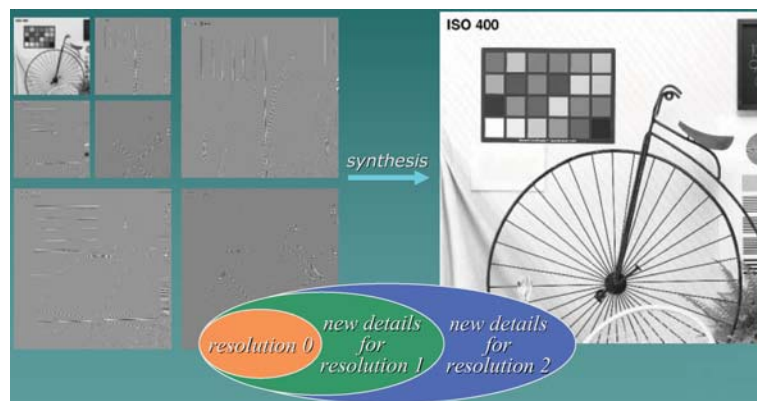 ISO 400
synthesis
resolution 0
new details
for
resolution 1
new details
for
resolution 2